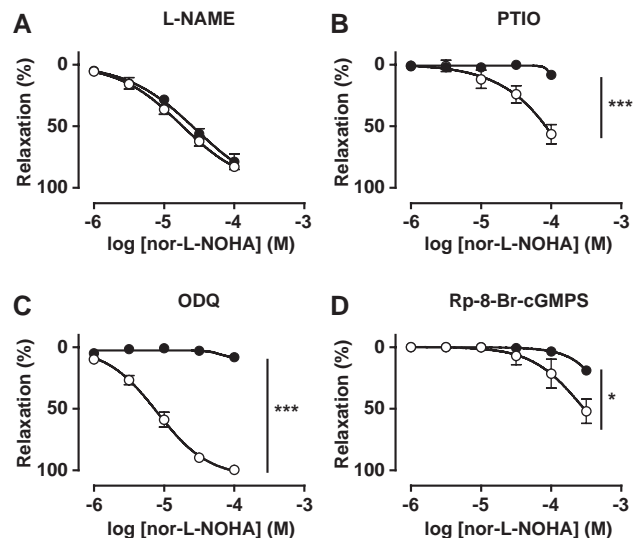 A
L-NAME
Relaxation (%)
0
50
100
-6 -5 -4 -3
log [nor-L-NOHA] (M)
B
PTIO
Relaxation (%)
0
50
100
***
-6 -5 -4 -3
log [nor-L-NOHA] (M)
C
ODQ
Relaxation (%)
0
50
100
***
-6 -5 -4 -3
log [nor-L-NOHA] (M)
D
Rp-8-Br-cGMPS
Relaxation (%)
0
50
100
*
-6 -5 -4 -3
log [nor-L-NOHA] (M)